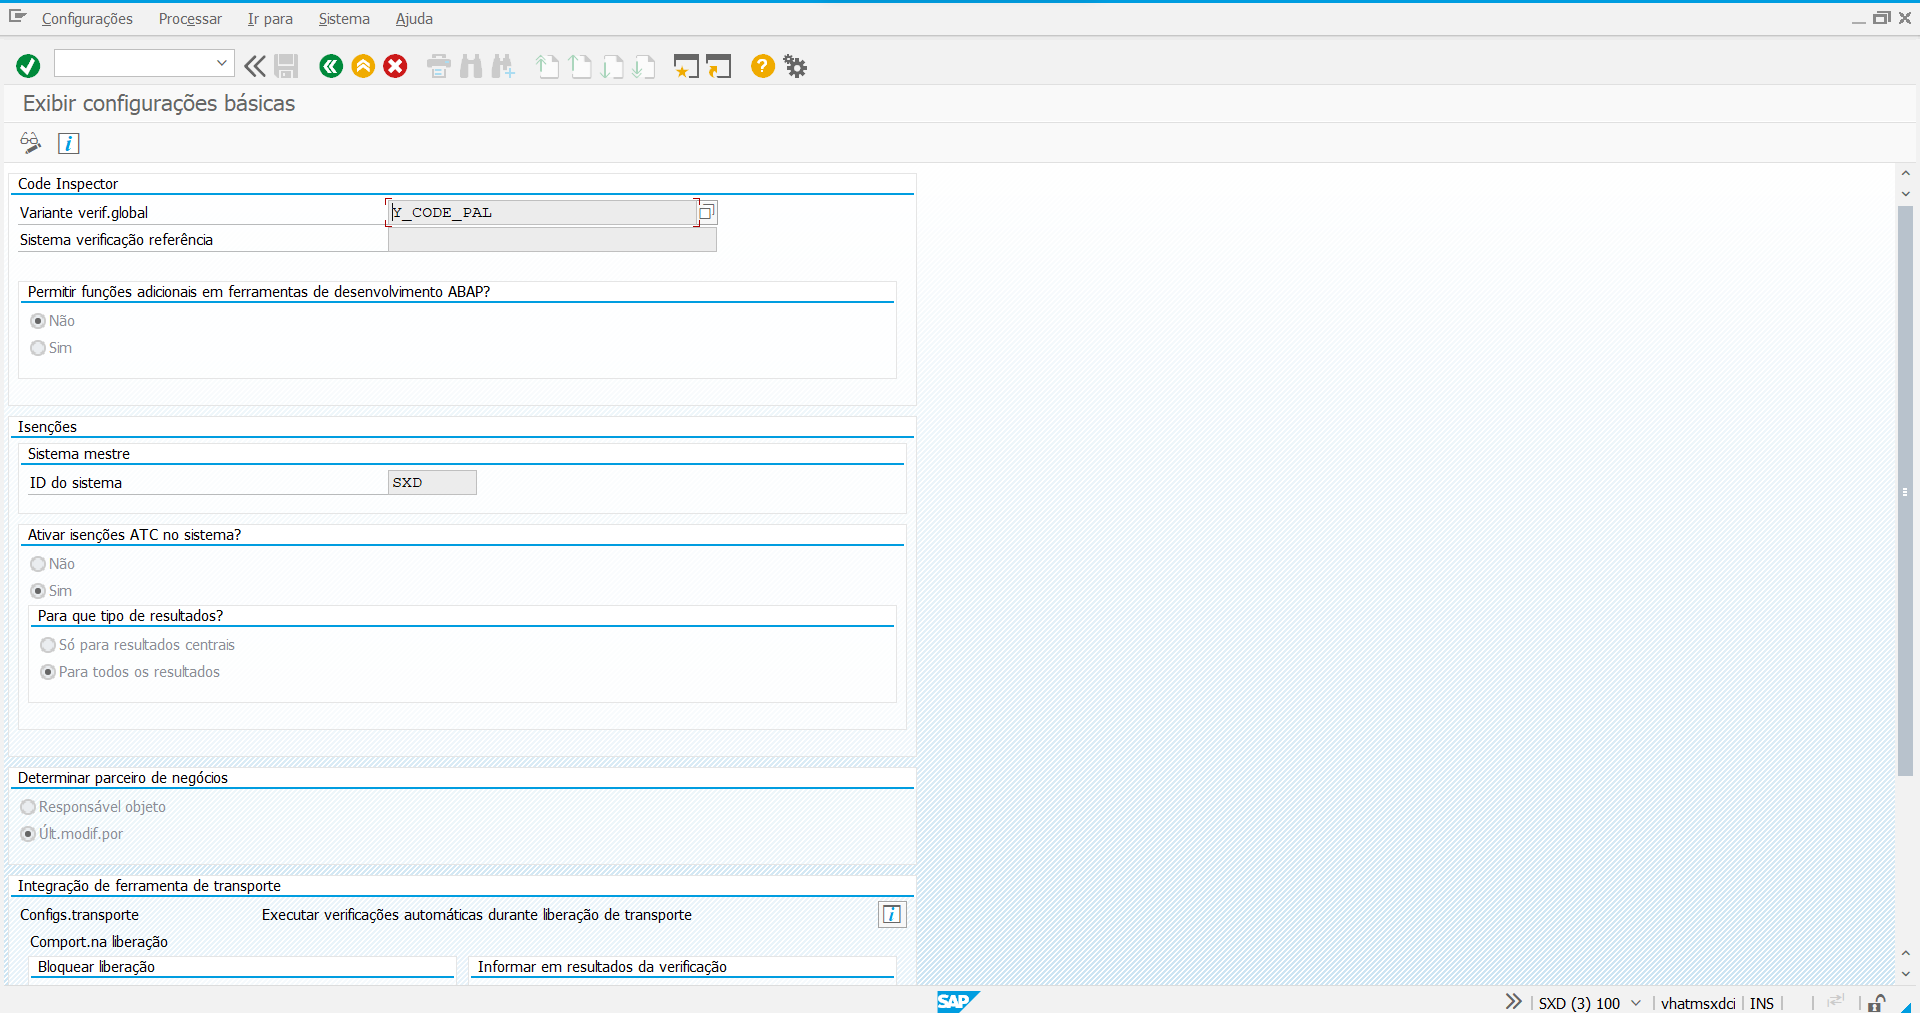 Configurações Processar Ir para Sistema Ajuda
Exibir configurações básicas
Code Inspector
Variante verif.global Y_CODE_PAL
Sistema verificação referência
Permitir funções adicionais em ferramentas de desenvolvimento ABAP?
Não
Sim
Isenções
Sistema mestre
ID do sistema SXD
Ativar isenções ATC no sistema?
Não
Sim
Para que tipo de resultados?
Só para resultados centrais
Para todos os resultados
Determinar parceiro de negócios
Responsável objeto
Últ.modif.por
Integração de ferramenta de transporte
Configs.transporte Executar verificações automáticas durante liberação de transporte
Comport.na liberação
Bloquear liberação Informar em resultados da verificação
SAP SXD (3) 100 vhatmsxdci INS